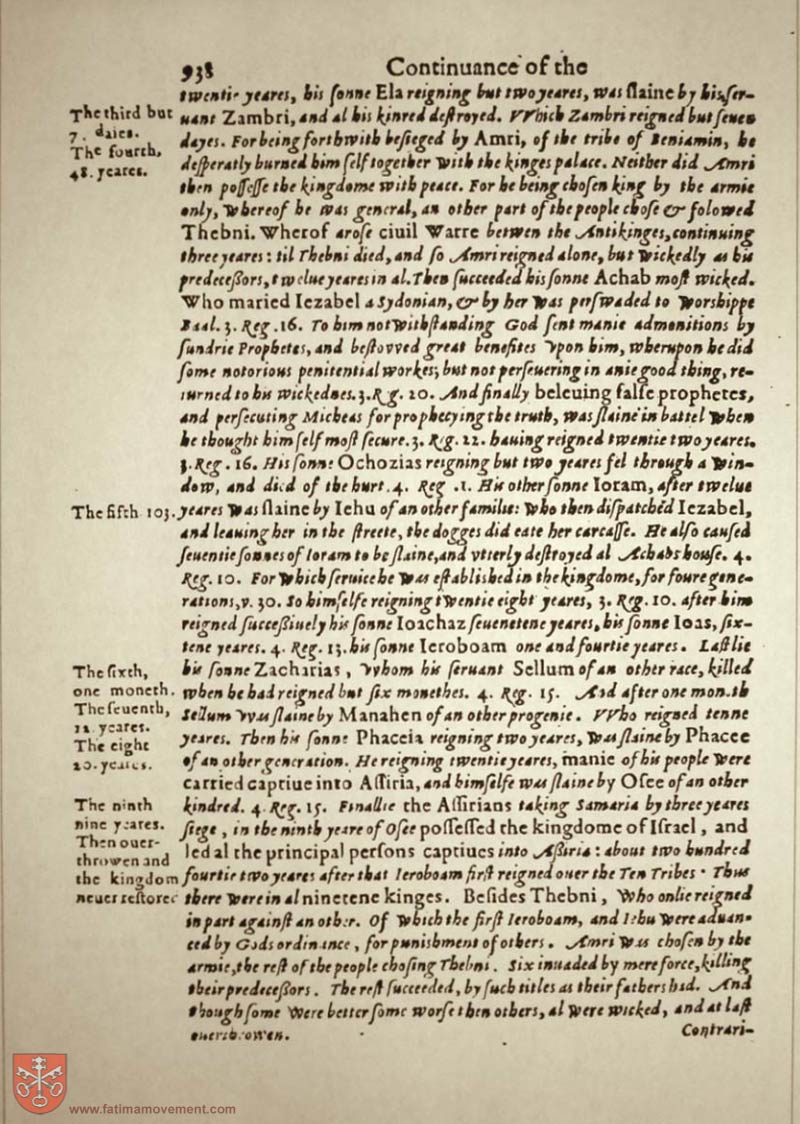 938
Continuance of the
twentie yeares, his ſonne Ela reigning but two yeares, was ſlaine by his ſer-
uant Zambri, and al his kinred deſtroyed. VVhich Zambri reigned but ſeuen
dayes. For being forthwith beſieged by Amri, of the tribe of Beniamin, he
deſperatly burned him ſelf together with the kinges palace. Neither did Amri
then poſſeſſe the kingdome with peace. For he being choſen king by the armie
only, whereof he was general, an other part of the people choſe & folowed
Thebni. Wherof aroſe ciuil Warre betwen the Antikinges, continuing
three yeares: til Thebni died, and ſo Amri reigned alone, but wickedly as his
predeceßors, twelue yeares in al. Then ſucceeded his ſonne Achab moſt wicked.
Who maried Iezabel a Sydonian, & by her was perſwaded to worshippe
Baal. 3. Reg. 16. To him notwithſtanding God ſent manie admonitions by
ſundrie Prophetes, and beſtovved great benefites vpon him, wherupon he did
ſome notorious penitential workes; but not perſeuering in anie good thing, re-
turned to his wickednes. 3. Rg. 20. And finally beleuing falſe prophetes,
and perſecuting Micheas for prophecying the truth, was ſlaine in battel when
he thought him ſelf moſt ſecure. 3. Rg. 22. hauing reigned twentie two yeares.
3. Reg. 16. His ſonne Ochozias reigning but two yeares fel through a win-
dow, and died of the hurt. 4. Reg .1. His other ſonne Ioram, after twelue
yeares was ſlaine by Iehu of an other familie: who then diſpatched Iezabel,
and leauing her in the ſtreete, the dogges did eate her carcaſſe. He alſo cauſed
ſeuentie ſonnes of Ioram to be ſlaine, and vtterly deſtroyed al Achabs houſe. 4.
Reg. 10. For which ſeruice he was eſtablished in the kingdome, for foure gene-
rations, v. 30. So himſelfe reigning twentie eight yeares, 3. Reg. 10. after him
reigned ſucceßiuely his ſonne Ioachaz ſeuenetene yeares, his ſonne Ioas, ſix-
tene yeares. 4. Reg. 13. his ſonne Ieroboam one and fourtie yeares. Laſtlie
his ſonne Zacharias, vvhom his ſeruant Sellum of an other race, killed
when he had reigned but ſix monethes. 4. Reg. 15. And after one moneth
Sellum vvas ſlaine by Manahen of an other progenie. VVho reigned tenne
yeares. Then his ſonne Phaceia reigning two yeares, was ſlaine by Phacee
of an other generation. He reigning twentie yeares, manie of his people were
carried captiue into Aſſiria, and himſelfe was ſlaine by Oſee of an other
kindred. 4. Reg. 15. Finallie the Aſſirians taking Samaria by three yeares
ſiege, in the ninth yeare of Oſee poſſeſſed the kingdome of Iſrael, and
led al the principal perſons captiues into Aßiria: about two hundred
fourtie two yeares after that Ieroboam firſt reigned ouer the Ten Tribes. Thus
there were in al ninetene kinges. Beſides Thebni, who onlie reigned
in part againſt an other. Of which the firſt Ieroboam, and Iehu were aduan-
ced by Gods ordinance, for punishment of others. Amri was choſen by the
armie, the reſt of the people choſing Thebni. Six inuaded by mere force, killing
their predeceßors. The reſt ſucceeded, by ſuch titles as their fathers had. And
though ſome were better ſome worſe then others, al were wicked, and at laſt
ouerthrowen.
Contrari-
The third but
7. daies.
The fourth,
48. yeares.
The fifth 103.
The ſixth,
one moneth.
The ſeuenth,
12 yeares.
The eight
20. yeares.
The ninth
nine yeares.
Then ouer-
throwen and
the kingdom
neuer reſtored
www.fatimamovement.com